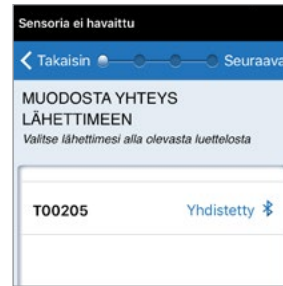 Sensoria ei havaittu
Takaisin Seuraava
MUODOSTA YHTEYS
LÄHETTIMEEN
Valitse lähettimesi alla olevasta luettelosta
T00205 Yhdistetty